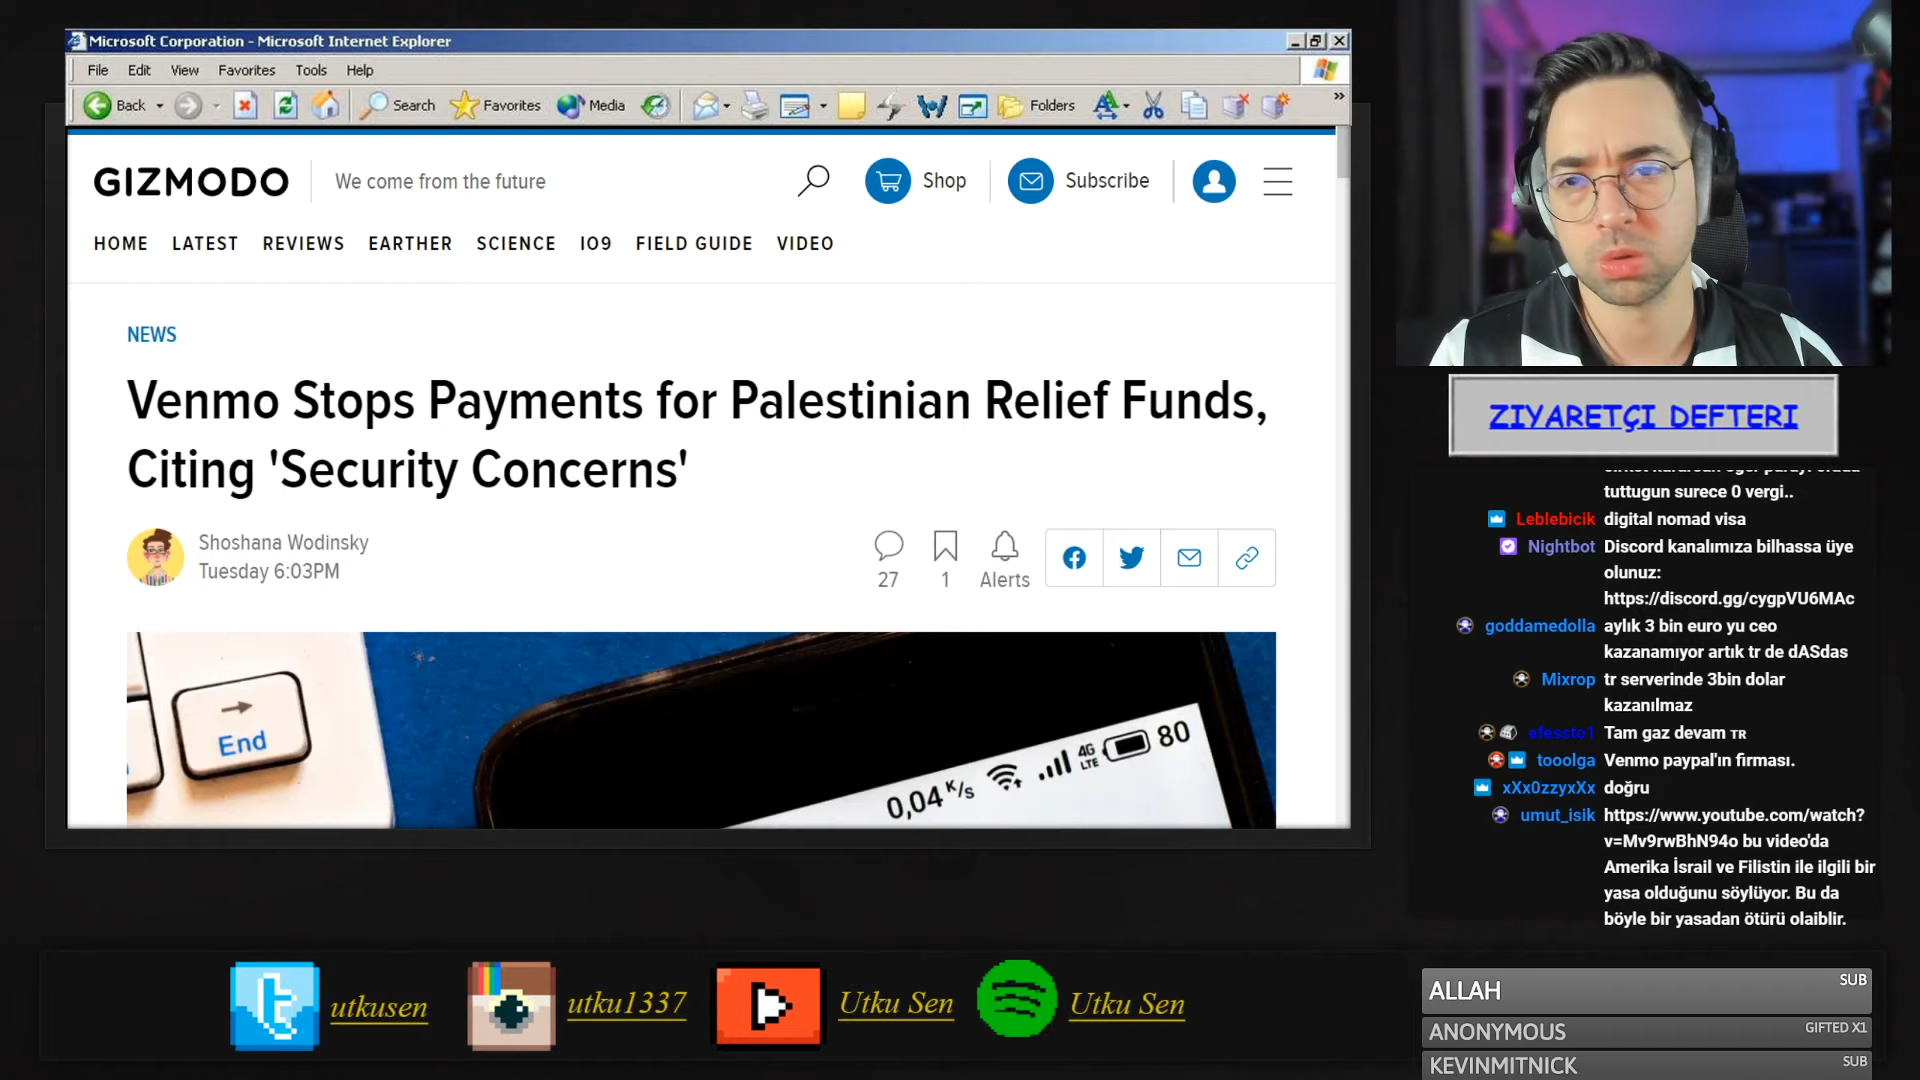 Microsoft Corporation - Microsoft Internet Explorer
File Edit View Favorites Tools Help
Back Search Favorites Media Folders
GIZMODO We come from the future Shop Subscribe
HOME LATEST REVIEWS EARTHER SCIENCE IO9 FIELD GUIDE VIDEO
NEWS
Venmo Stops Payments for Palestinian Relief Funds,
Citing 'Security Concerns'
Shoshana Wodinsky
Tuesday 6:03PM
27 1 Alerts
End
0,04 K/s 4G LTE 80
ZIYARETÇI DEFTERI
tuttugun surece 0 vergi..
Leblebicik digital nomad visa
Nightbot Discord kanalımıza bilhassa üye
olunuz:
https://discord.gg/cygpVU6MAc
goddamedolla aylık 3 bin euro yu ceo
kazanamıyor artık tr de dASdas
Mixrop tr serverinde 3bin dolar
kazanılmaz
efessto1 Tam gaz devam TR
tooolga Venmo paypal'ın firması.
xXx0zzyxXx doğru
umut_isik https://www.youtube.com/watch?
v=Mv9rwBhN94o bu video'da
Amerika İsrail ve Filistin ile ilgili bir
yasa olduğunu söylüyor. Bu da
böyle bir yasadan ötürü olaiblir.
utkusen utku1337 Utku Sen Utku Sen
ALLAH SUB
ANONYMOUS GIFTED X1
KEVINMITNICK SUB